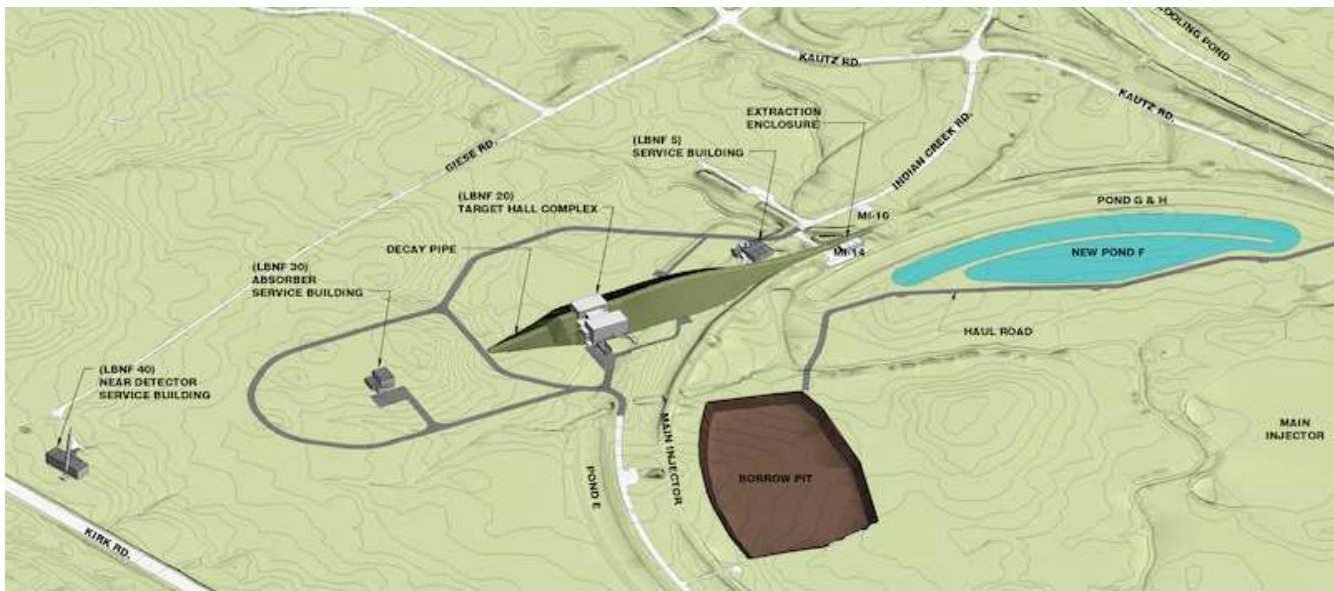 COOLING POND
KAUTZ RD.
KAUTZ RD.
EXTRACTION
ENCLOSURE
(LBNF 5)
SERVICE BUILDING
INDIAN CREEK RD.
GIESE RD.
(LBNF 20)
TARGET HALL COMPLEX
POND G & H
MI-10
DECAY PIPE
MI-14
NEW POND F
(LBNF 30)
ABSORBER
SERVICE BUILDING
HAUL ROAD
(LBNF 40)
NEAR DETECTOR
SERVICE BUILDING
MAIN INJECTOR
MAIN
INJECTOR
POND E
BORROW PIT
KIRK RD.